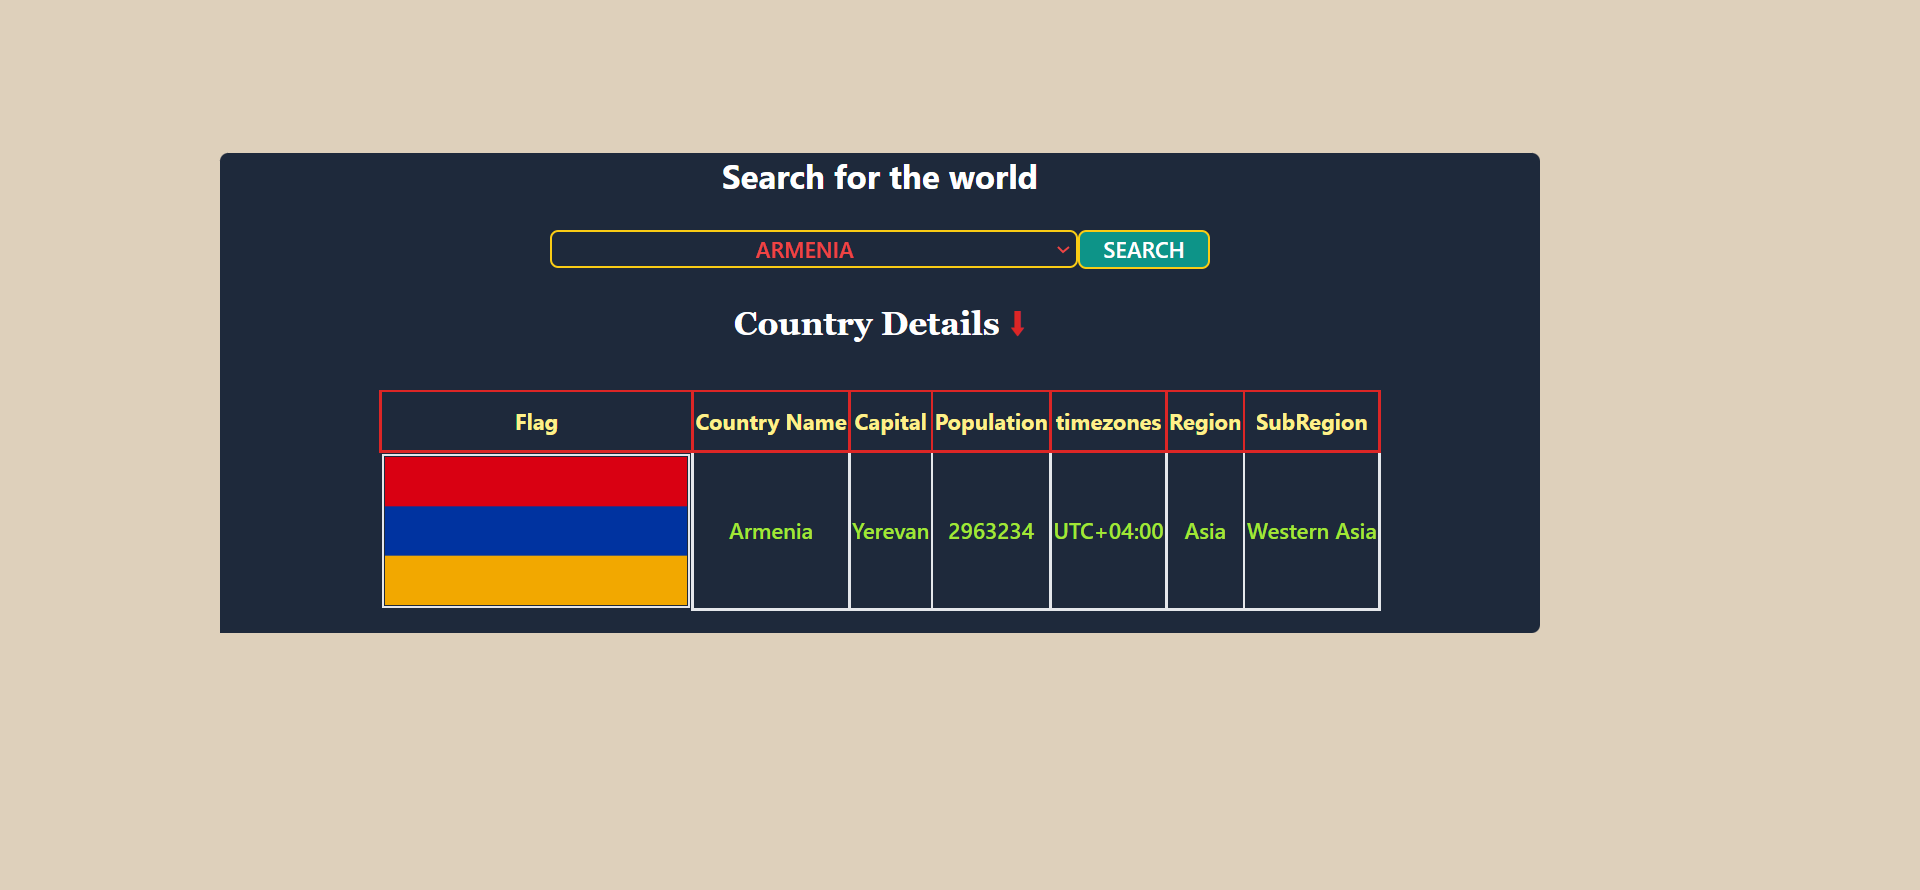 Search for the world
ARMENIA SEARCH
Country Details
Flag Country Name Capital Population timezones Region SubRegion
Armenia Yerevan 2963234 UTC+04:00 Asia Western Asia